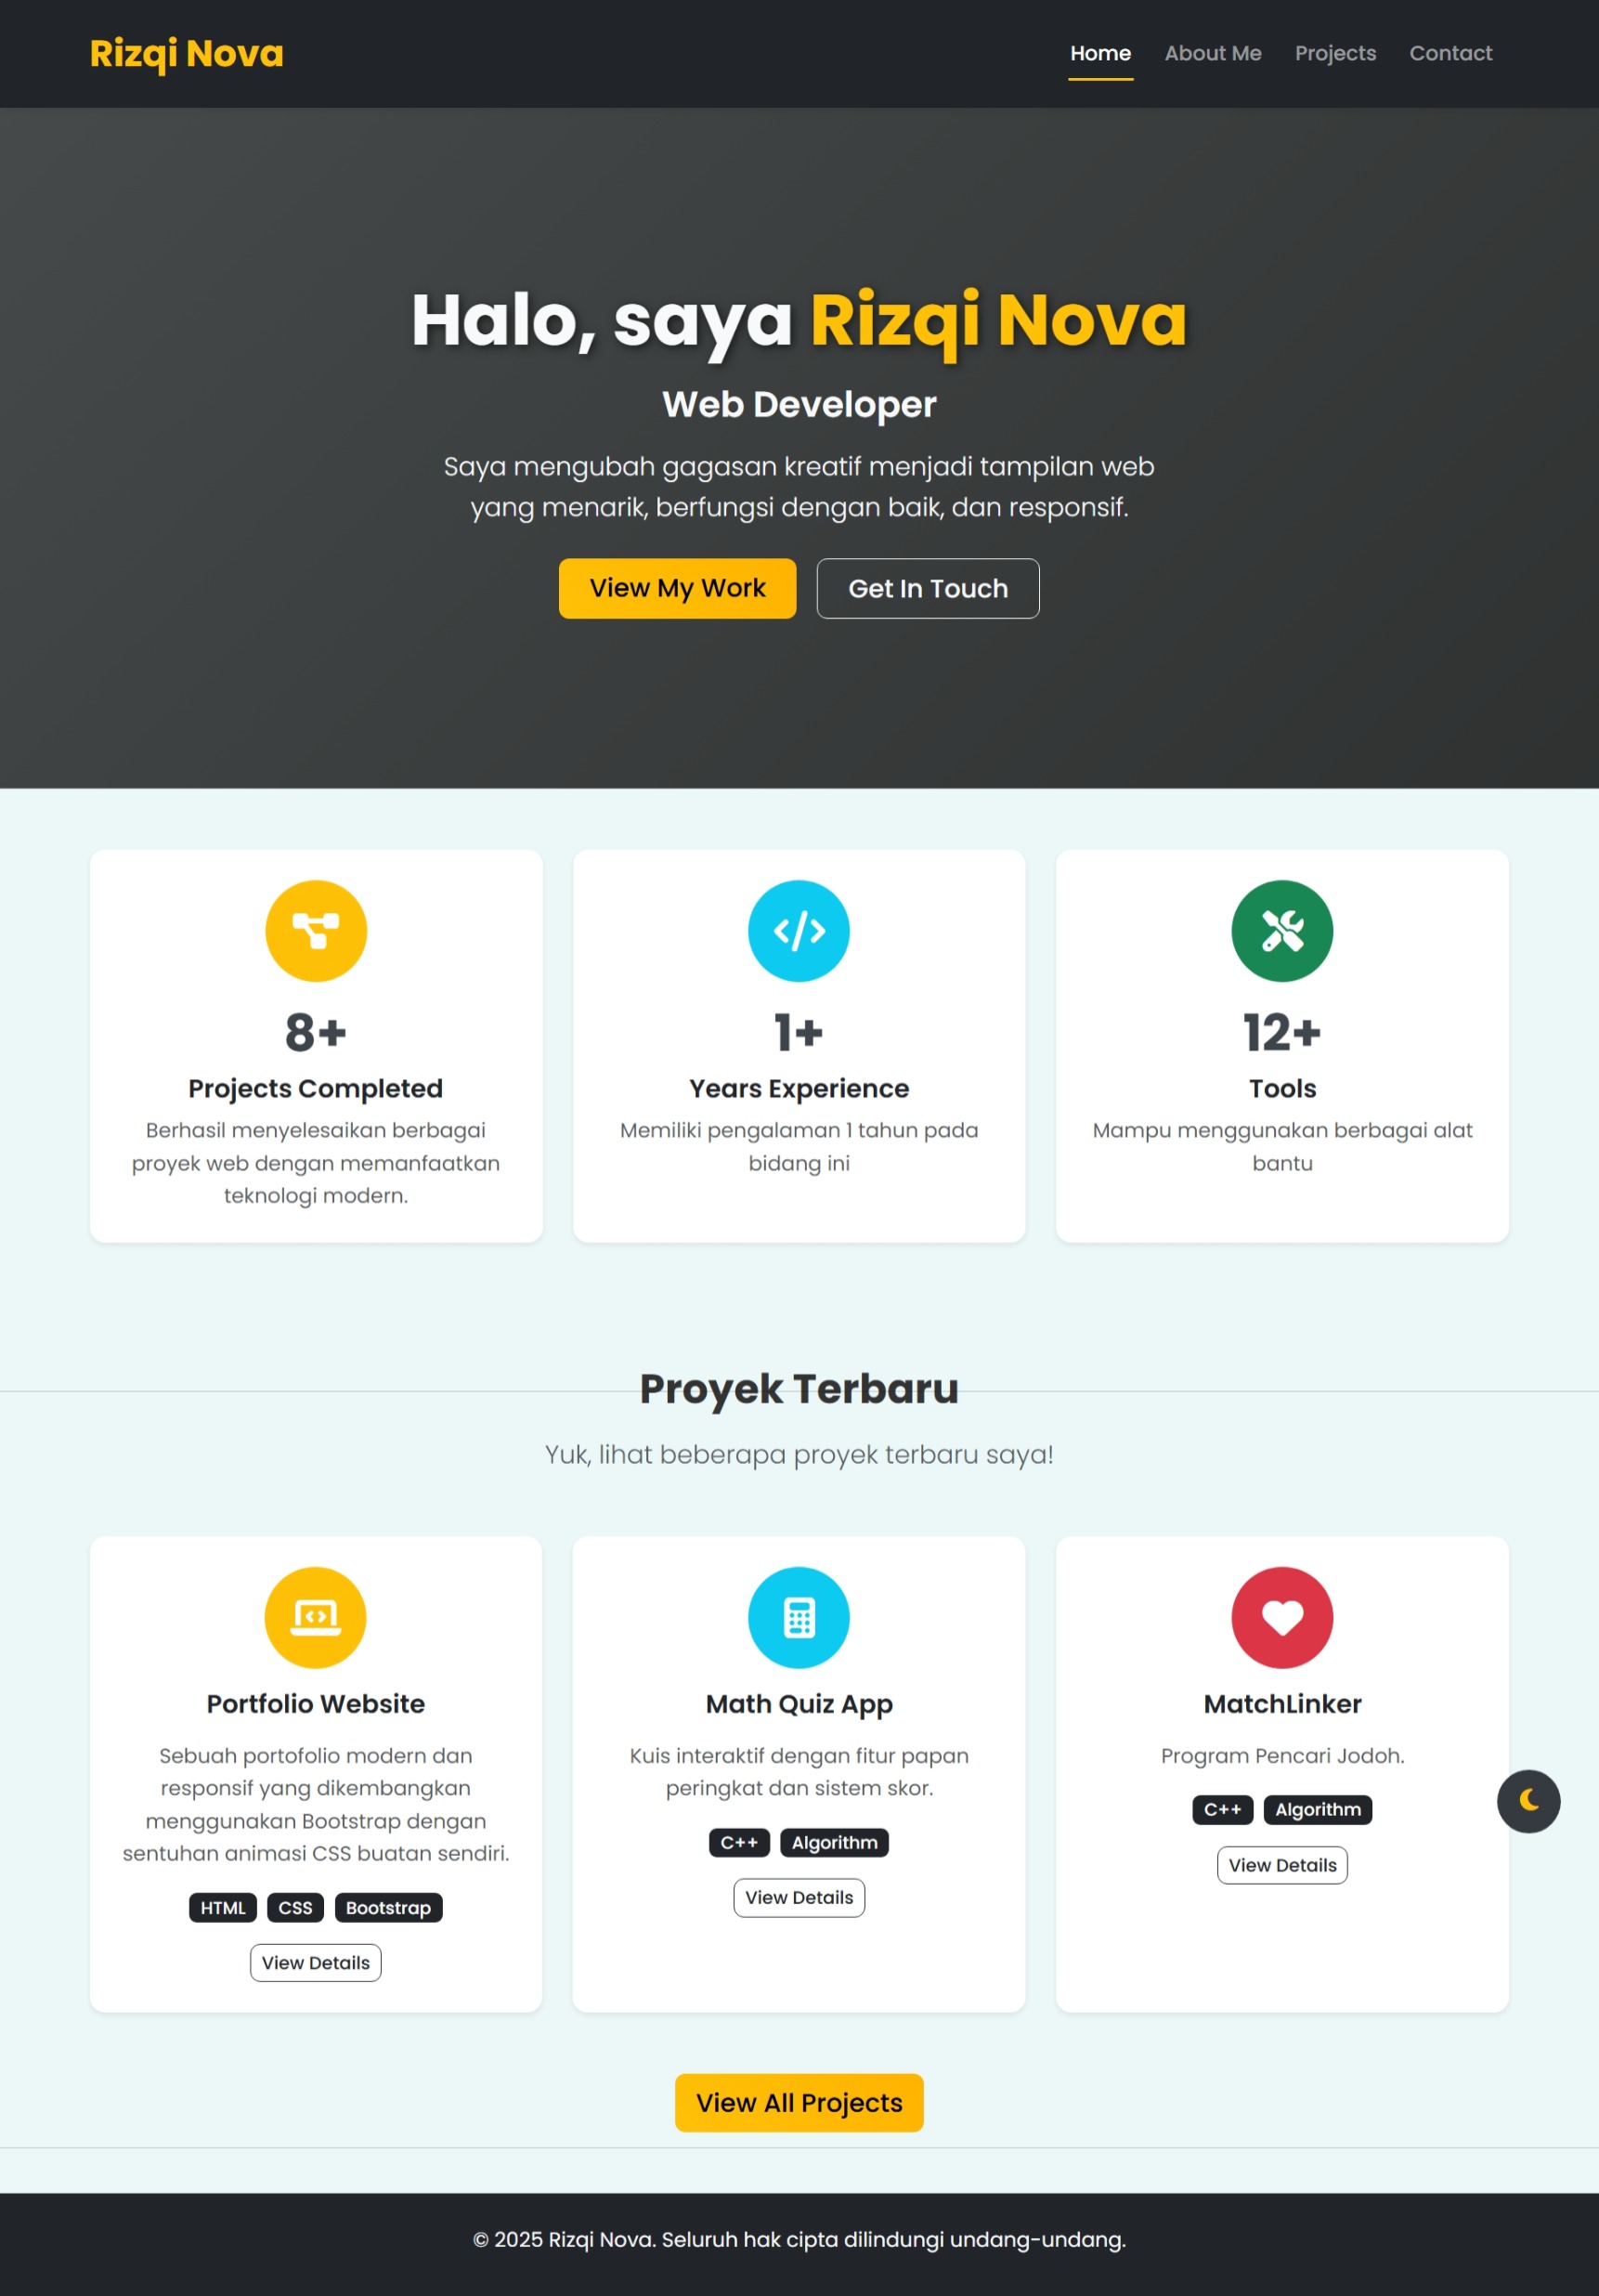 Rizqi Nova
Home About Me Projects Contact
Halo, saya Rizqi Nova
Web Developer
Saya mengubah gagasan kreatif menjadi tampilan web
yang menarik, berfungsi dengan baik, dan responsif.
View My Work Get In Touch
8+
Projects Completed
Berhasil menyelesaikan berbagai
proyek web dengan memanfaatkan
teknologi modern.
1+
Years Experience
Memiliki pengalaman 1 tahun pada
bidang ini
12+
Tools
Mampu menggunakan berbagai alat
bantu
Proyek Terbaru
Yuk, lihat beberapa proyek terbaru saya!
Portfolio Website
Sebuah portofolio modern dan
responsif yang dikembangkan
menggunakan Bootstrap dengan
sentuhan animasi CSS buatan sendiri.
HTML CSS Bootstrap
View Details
Math Quiz App
Kuis interaktif dengan fitur papan
peringkat dan sistem skor.
C++ Algorithm
View Details
MatchLinker
Program Pencari Jodoh.
C++ Algorithm
View Details
View All Projects
© 2025 Rizqi Nova. Seluruh hak cipta dilindungi undang-undang.